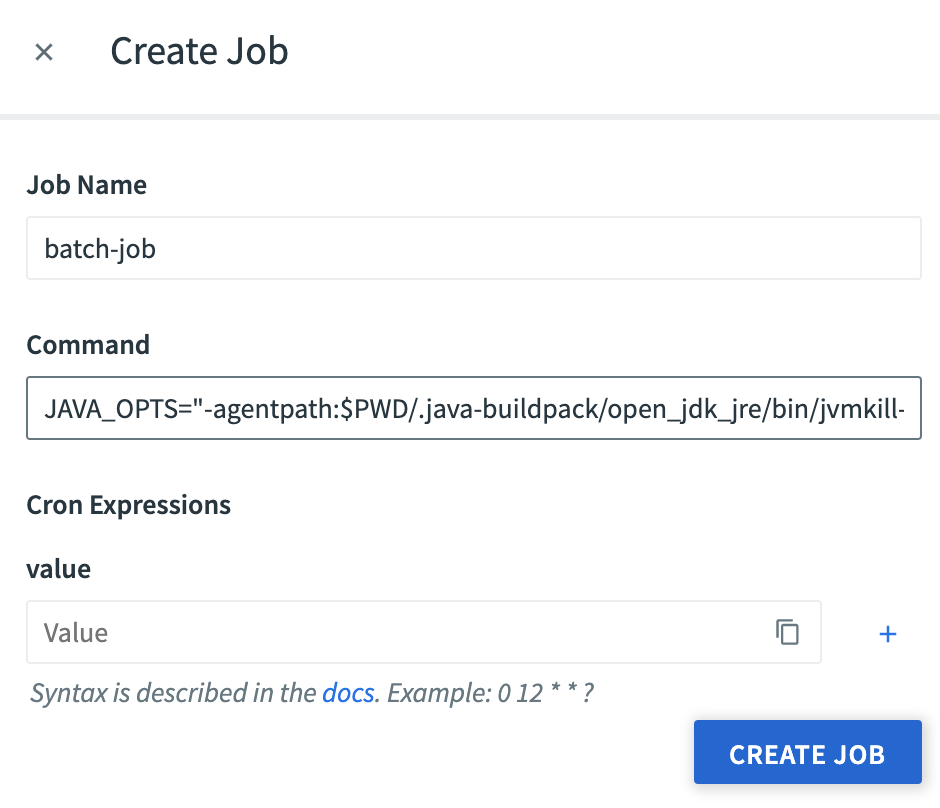 Create Job
Job Name
batch-job
Command
JAVA_OPTS="-agentpath:$PWD/.java-buildpack/open_jdk_jre/bin/jvmkill-
Cron Expressions
value
Value
Syntax is described in the docs. Example: 0 12 * * ?
CREATE JOB